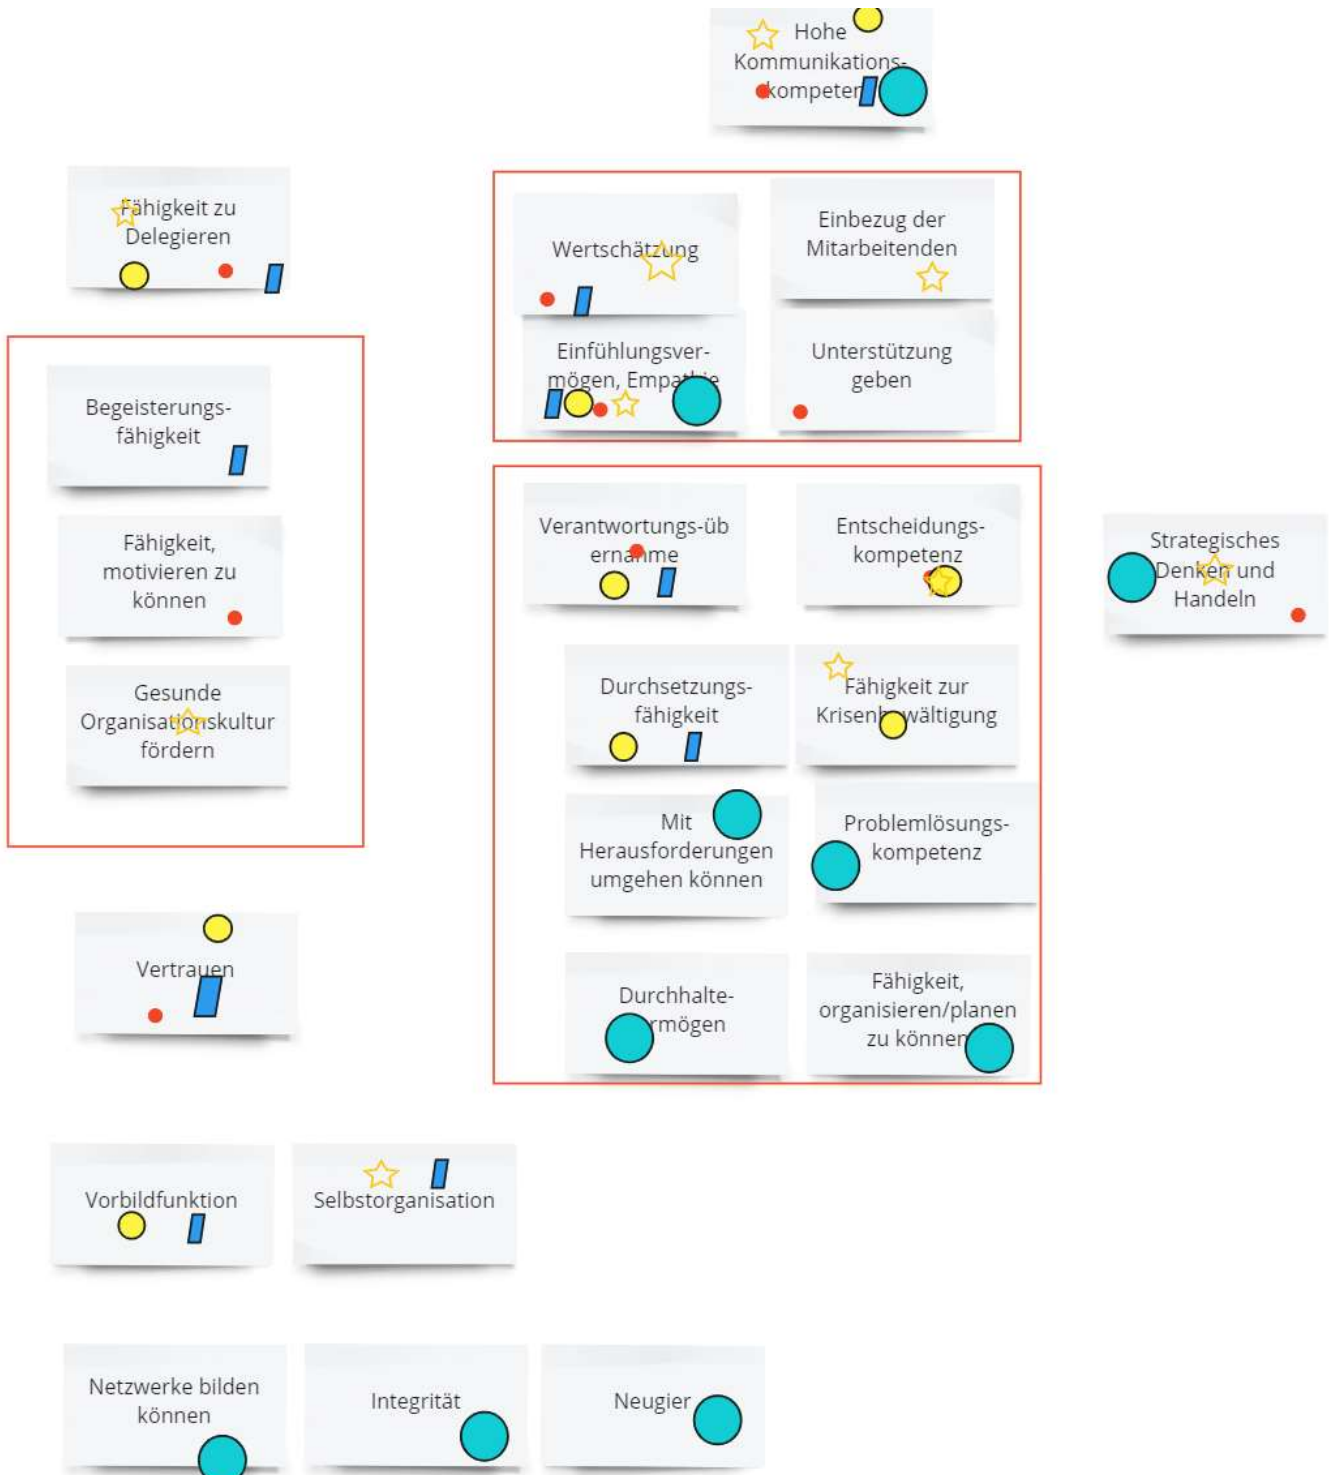 Hohe
Kommunikations-
Fähigkeit zu
Delegieren
Wertschätzung
Einbezug der
Mitarbeitenden
Einfühlungsver-
mögen, Empathie
Unterstützung
geben
Begeisterungs-
fähigkeit
Fähigkeit,
motivieren zu
können
Gesunde
Organisationskultur
fördern
Verantwortungs-üb
ernahme
Entscheidungs-
kompetenz
Strategisches
Denken und
Handeln
Durchsetzungs-
fähigkeit
Fähigkeit zur
Krisenbewältigung
Mit
Herausforderungen
umgehen können
Problemlösungs-
kompetenz
Vertrauen
Durchhalte-
Fähigkeit,
organisieren/planen
zu können
Vorbildfunktion
Selbstorganisation
Netzwerke bilden
können
Integrität
Neugier